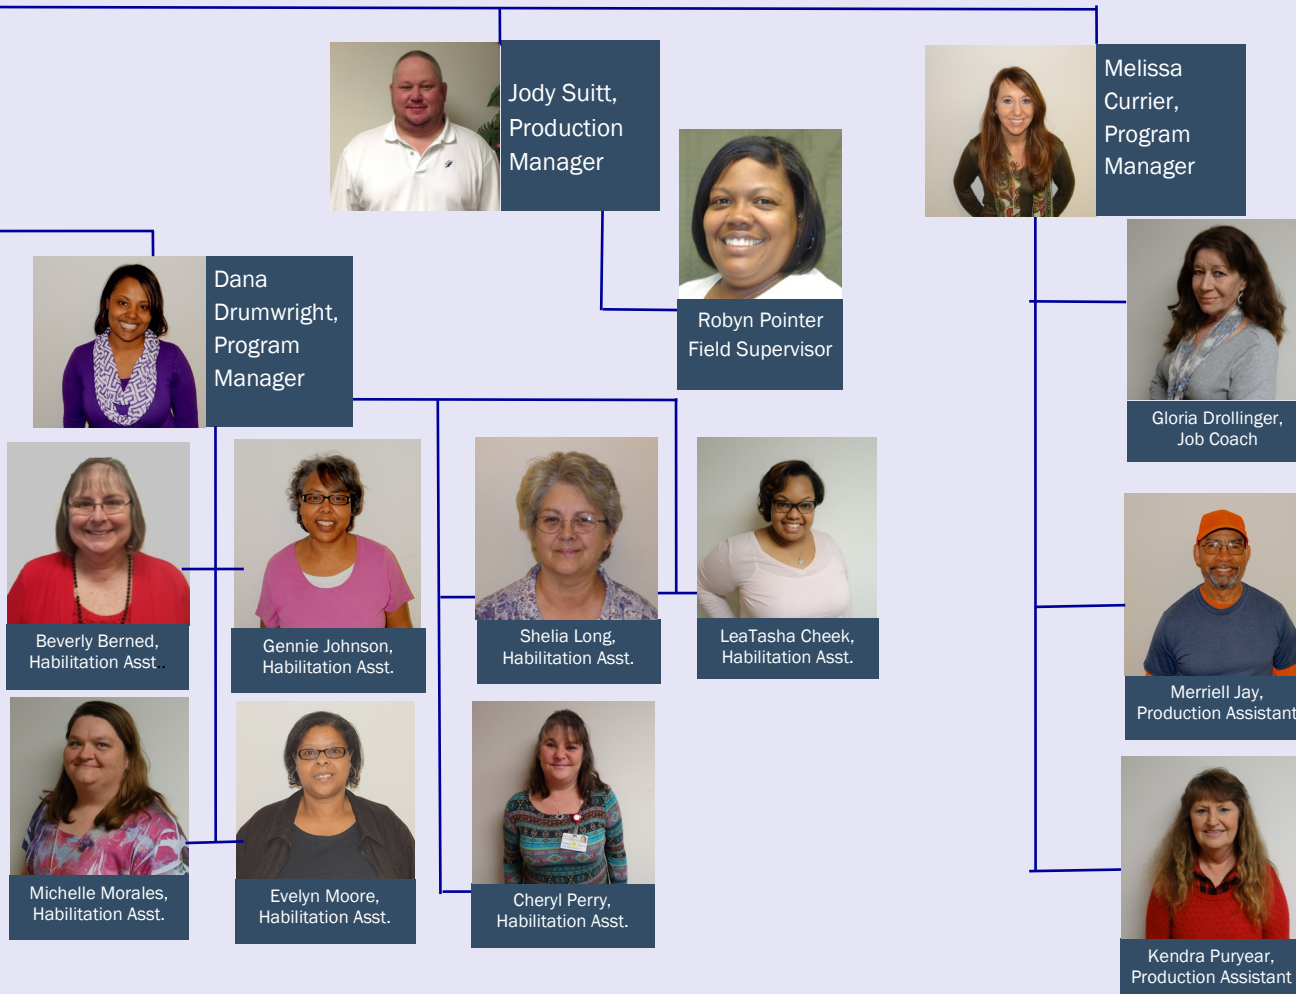 Jody Suitt,
Production
Manager
Melissa
Currier,
Program
Manager
Robyn Pointer
Field Supervisor
Dana
Drumwright,
Program
Manager
Gloria Drollinger,
Job Coach
Beverly Berned,
Habilitation Asst..
Gennie Johnson,
Habilitation Asst.
Shelia Long,
Habilitation Asst.
LeaTasha Cheek,
Habilitation Asst.
Merriell Jay,
Production Assistant
Michelle Morales,
Habilitation Asst.
Evelyn Moore,
Habilitation Asst.
Cheryl Perry,
Habilitation Asst.
Kendra Puryear,
Production Assistant